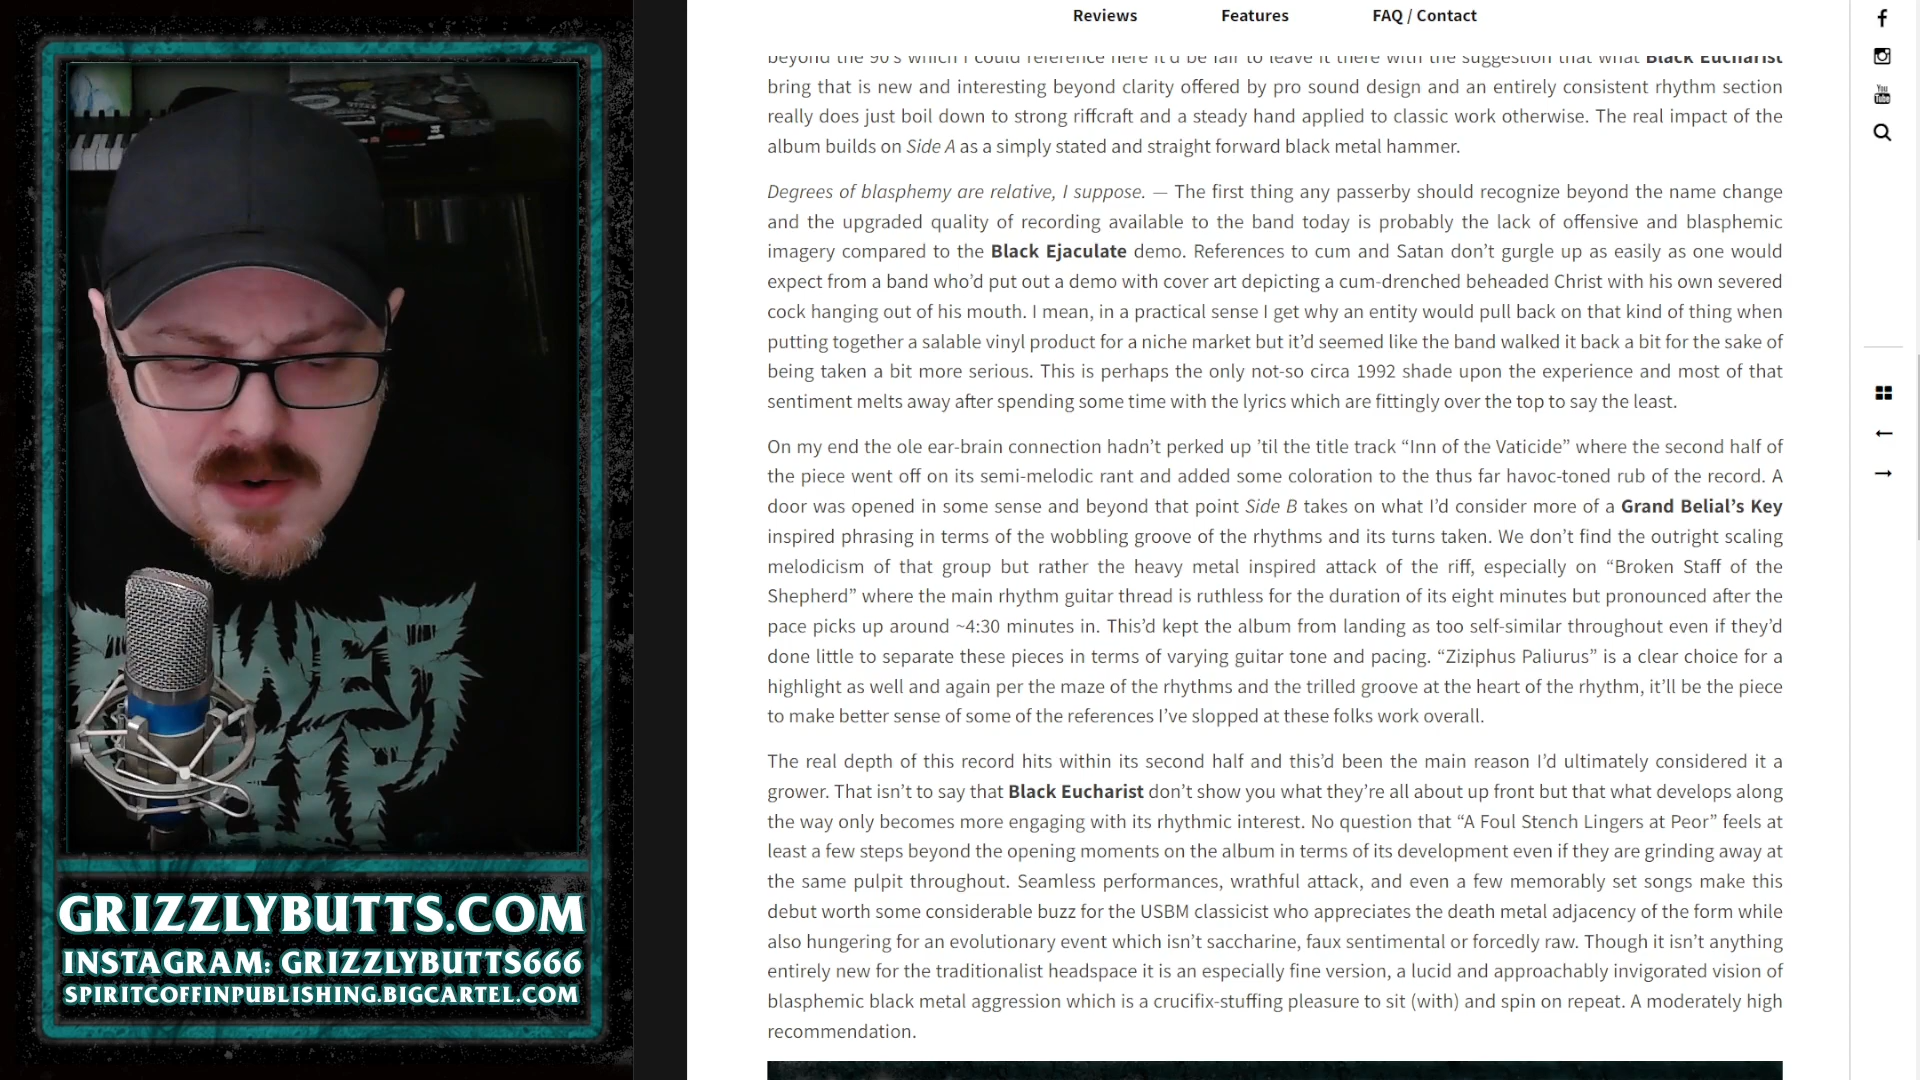 Reviews
Features
FAQ / Contact
beyond the 90's which I could reference here it'd be fair to leave it there with the suggestion that what Black Eucharist
bring that is new and interesting beyond clarity offered by pro sound design and an entirely consistent rhythm section
really does just boil down to strong riffcraft and a steady hand applied to classic work otherwise. The real impact of the
album builds on Side A as a simply stated and straight forward black metal hammer.
Degrees of blasphemy are relative, I suppose. — The first thing any passerby should recognize beyond the name change
and the upgraded quality of recording available to the band today is probably the lack of offensive and blasphemic
imagery compared to the Black Ejaculate demo. References to cum and Satan don’t gurgle up as easily as one would
expect from a band who’d put out a demo with cover art depicting a cum-drenched beheaded Christ with his own severed
cock hanging out of his mouth. I mean, in a practical sense I get why an entity would pull back on that kind of thing when
putting together a salable vinyl product for a niche market but it’d seemed like the band walked it back a bit for the sake of
being taken a bit more serious. This is perhaps the only not-so circa 1992 shade upon the experience and most of that
sentiment melts away after spending some time with the lyrics which are fittingly over the top to say the least.
On my end the ole ear-brain connection hadn’t perked up ’til the title track “Inn of the Vaticide” where the second half of
the piece went off on its semi-melodic rant and added some coloration to the thus far havoc-toned rub of the record. A
door was opened in some sense and beyond that point Side B takes on what I’d consider more of a Grand Belial’s Key
inspired phrasing in terms of the wobbling groove of the rhythms and its turns taken. We don’t find the outright scaling
melodicism of that group but rather the heavy metal inspired attack of the riff, especially on “Broken Staff of the
Shepherd” where the main rhythm guitar thread is ruthless for the duration of its eight minutes but pronounced after the
pace picks up around ~4:30 minutes in. This’d kept the album from landing as too self-similar throughout even if they’d
done little to separate these pieces in terms of varying guitar tone and pacing. “Ziziphus Paliurus” is a clear choice for a
highlight as well and again per the maze of the rhythms and the trilled groove at the heart of the rhythm, it’ll be the piece
to make better sense of some of the references I’ve slopped at these folks work overall.
The real depth of this record hits within its second half and this’d been the main reason I’d ultimately considered it a
grower. That isn’t to say that Black Eucharist don’t show you what they’re all about up front but that what develops along
the way only becomes more engaging with its rhythmic interest. No question that “A Foul Stench Lingers at Peor” feels at
least a few steps beyond the opening moments on the album in terms of its development even if they are grinding away at
the same pulpit throughout. Seamless performances, wrathful attack, and even a few memorably set songs make this
debut worth some considerable buzz for the USBM classicist who appreciates the death metal adjacency of the form while
also hungering for an evolutionary event which isn’t saccharine, faux sentimental or forcedly raw. Though it isn’t anything
entirely new for the traditionalist headspace it is an especially fine version, a lucid and approachably invigorated vision of
blasphemic black metal aggression which is a crucifix-stuffing pleasure to sit (with) and spin on repeat. A moderately high
recommendation.
You
Tube
GRIZZLYBUTTS.COM
INSTAGRAM: GRIZZLYBUTTS666
SPIRITCOFFINPUBLISHING.BIGCARTEL.COM